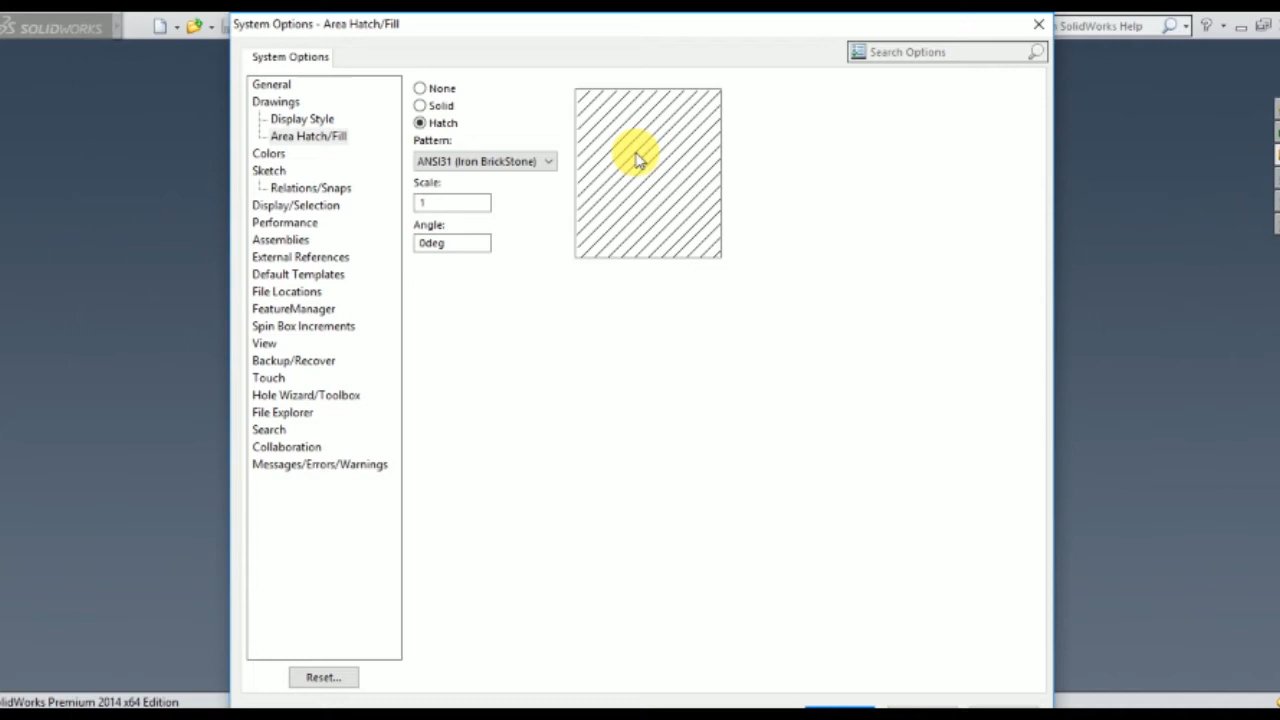 System Options - Area Hatch/Fill
SOLIDWORKS
SolidWorks Help
System Options
Search Options
General
Drawings
Display Style
Area Hatch/Fill
Colors
Sketch
Relations/Snaps
Display/Selection
Performance
Assemblies
External References
Default Templates
File Locations
FeatureManager
Spin Box Increments
View
Backup/Recover
Touch
Hole Wizard/Toolbox
File Explorer
Search
Collaboration
Messages/Errors/Warnings
None
Solid
Hatch
Pattern:
ANSI31 (Iron BrickStone)
Scale:
1
Angle:
0deg
Reset...
lidWorks Premium 2014 x64 Edition